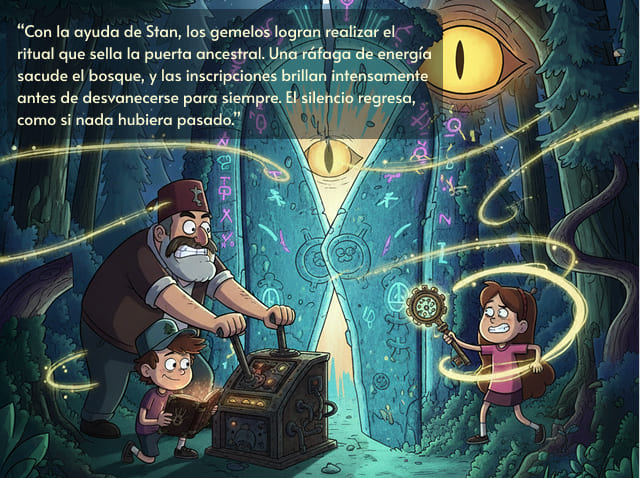 “Con la ayuda de Stan, los gemelos logran realizar el
ritual que sella la puerta ancestral. Una ráfaga de energía
sacude el bosque, y las inscripciones brillan intensamente
antes de desvanecerse para siempre. El silencio regresa,
como si nada hubiera pasado.”